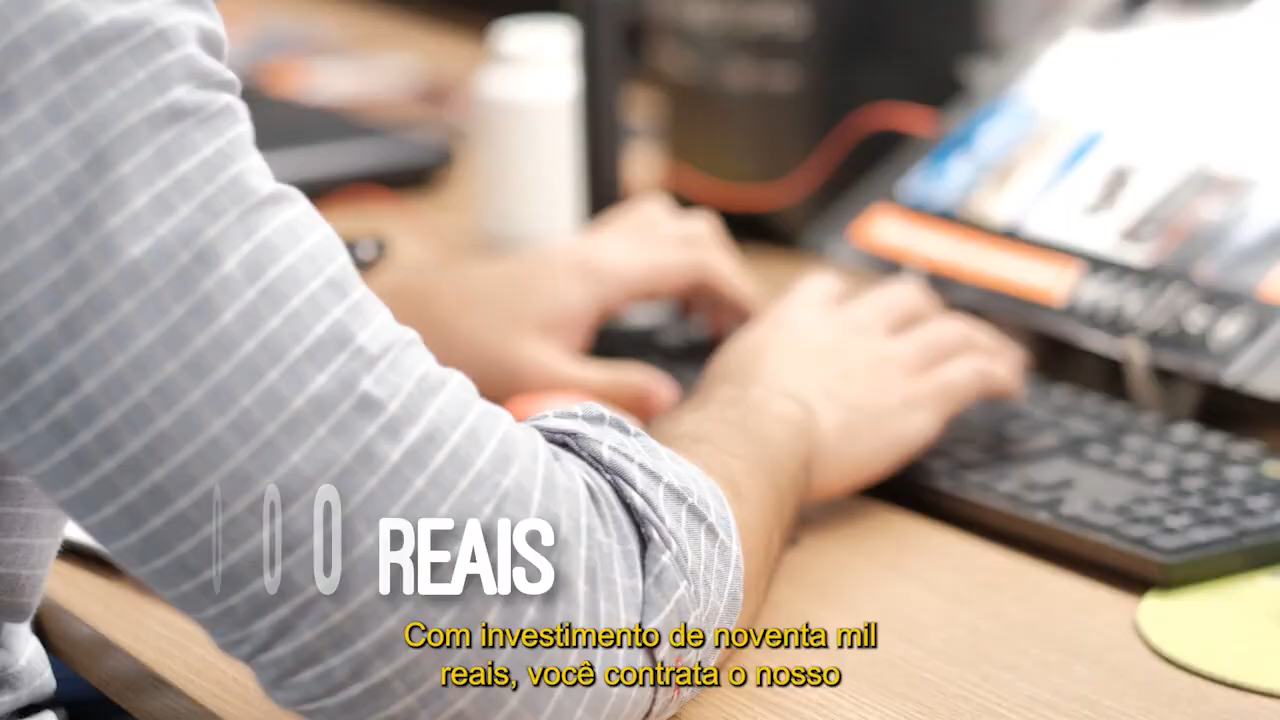 REAIS
Com investimento de noventa mil
reais, você contrata o nosso